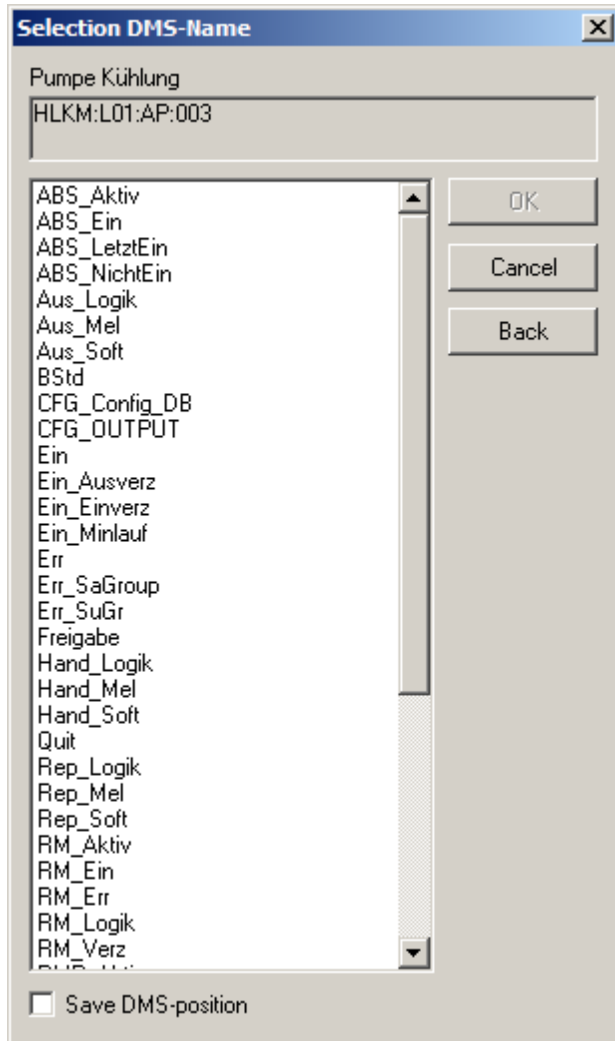 Selection DMS-Name
Pumpe Kühlung
HLKM:L01:AP:003
ABS_Aktiv
ABS_Ein
ABS_LetztEin
ABS_NichtEin
Aus_Logik
Aus_Mel
Aus_Soft
BStd
CFG_Config_DB
CFG_OUTPUT
Ein
Ein_Ausverz
Ein_Einverz
Ein_Minlauf
Err
Err_SaGroup
Err_SuGr
Freigabe
Hand_Logik
Hand_Mel
Hand_Soft
Quit
Rep_Logik
Rep_Mel
Rep_Soft
RM_Aktiv
RM_Ein
RM_Err
RM_Logik
RM_Verz
OK
Cancel
Back
Save DMS-position